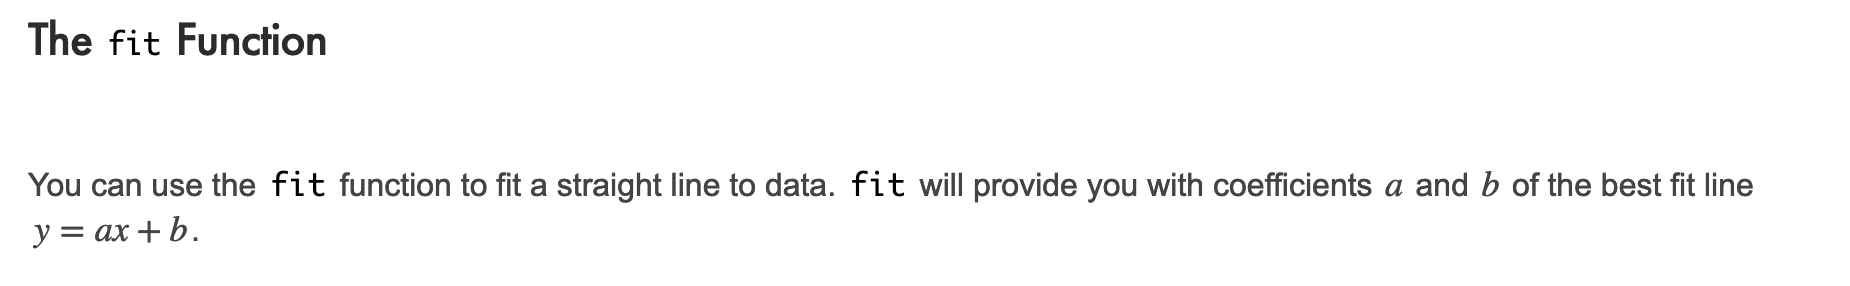 The fit Function
You can use the fit function to fit a straight line to data. fit will provide you with coefficients a and b of the best fit line
y = ax + b.